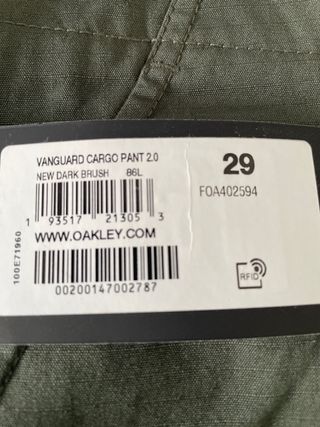 VANGUARD CARGO PANT 2.0
NEW DARK BRUSH 86L
29
FOA402594
1 93517 21305 3
WWW.OAKLEY.COM
00200147002787
100E71960
RFID